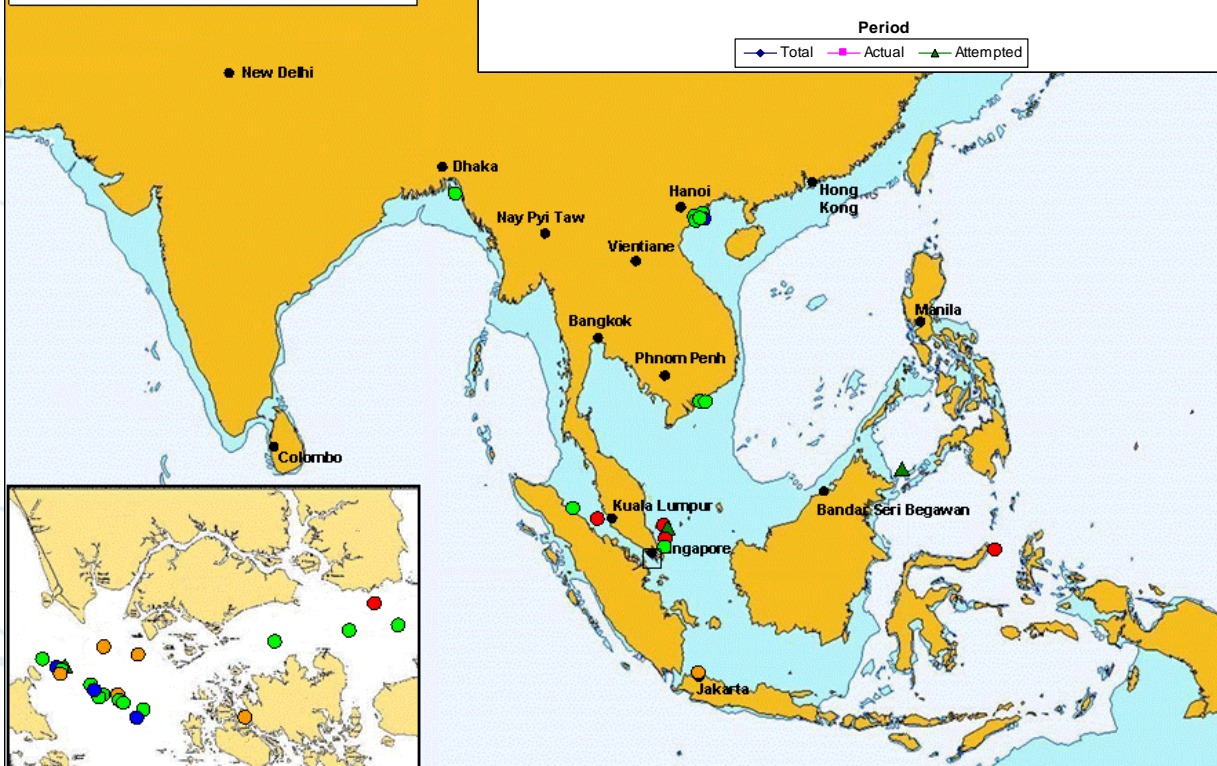 Period
Total Actual Attempted
New Delhi
Dhaka
Hanoi
Hong
Kong
Nay Pyi Taw
Vientiane
Manila
Bangkok
Phnom Penh
Colombo
Kuala Lumpur
Bandar Seri Begawan
ingapore
Jakarta